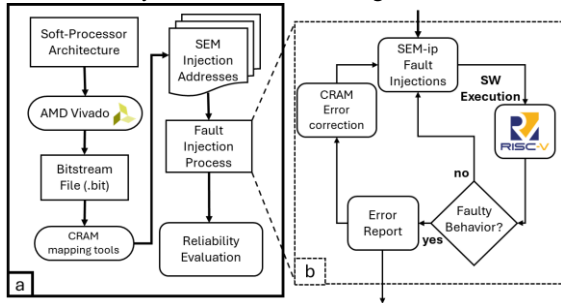 Soft-Processor
Architecture
AMD Vivado
Bitstream
File (.bit)
CRAM
mapping tools
SEM
Injection
Addresses
Fault
Injection
Process
Reliability
Evaluation
a
SEM-ip
Fault
Injections
SW
Execution
RISC-V
CRAM
Error
correction
no
Faulty
Behavior?
yes
Error
Report
b